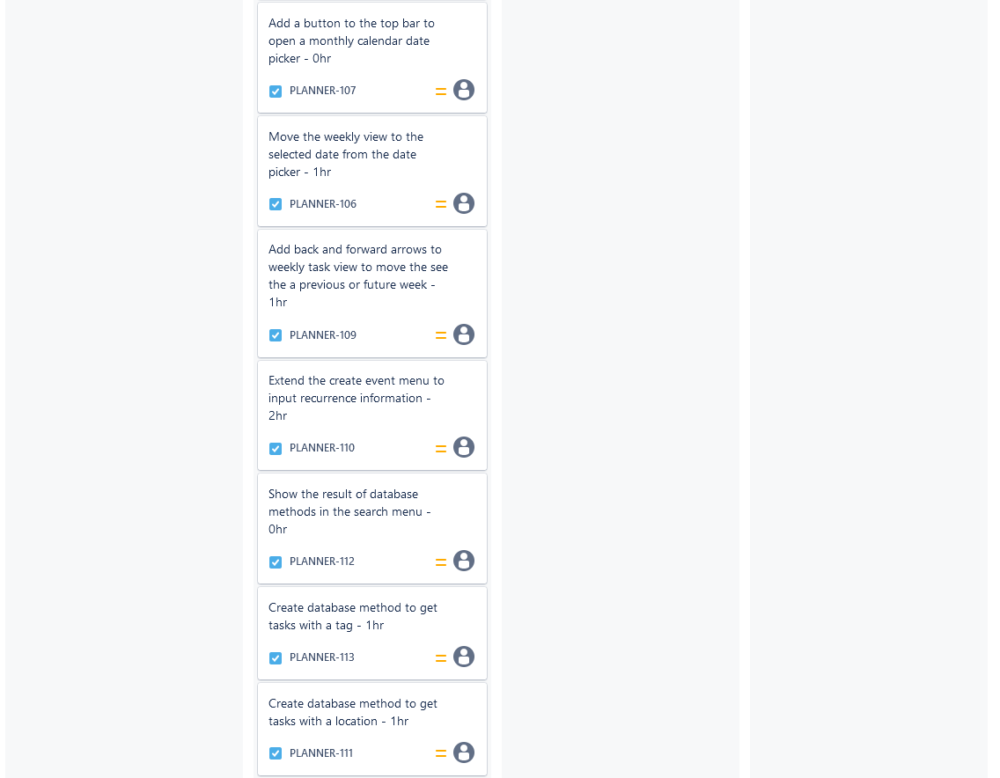 Add a button to the top bar to
open a monthly calendar date
picker - 0hr
PLANNER-107
Move the weekly view to the
selected date from the date
picker - 1hr
PLANNER-106
Add back and forward arrows to
weekly task view to move the see
the a previous or future week -
1hr
PLANNER-109
Extend the create event menu to
input recurrence information -
2hr
PLANNER-110
Show the result of database
methods in the search menu -
0hr
PLANNER-112
Create database method to get
tasks with a tag - 1hr
PLANNER-113
Create database method to get
tasks with a location - 1hr
PLANNER-111